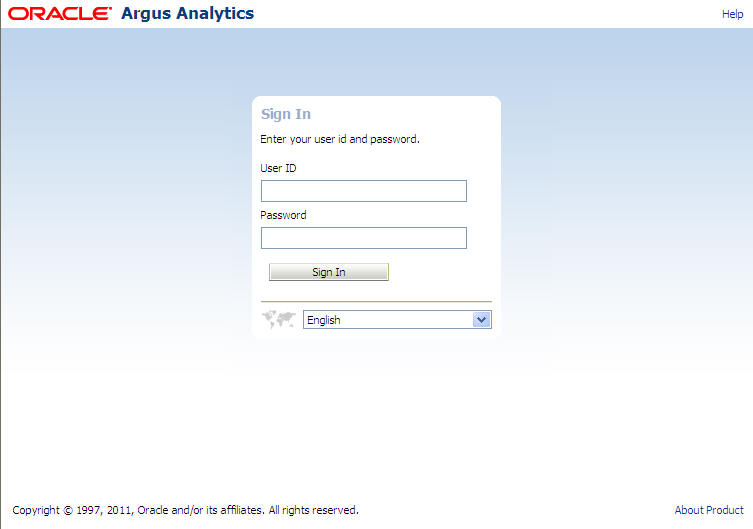 ORACLE® Argus Analytics
Help
Sign In
Enter your user id and password.
User ID
Password
Sign In
English
Copyright © 1997, 2011, Oracle and/or its affiliates. All rights reserved.
About Product